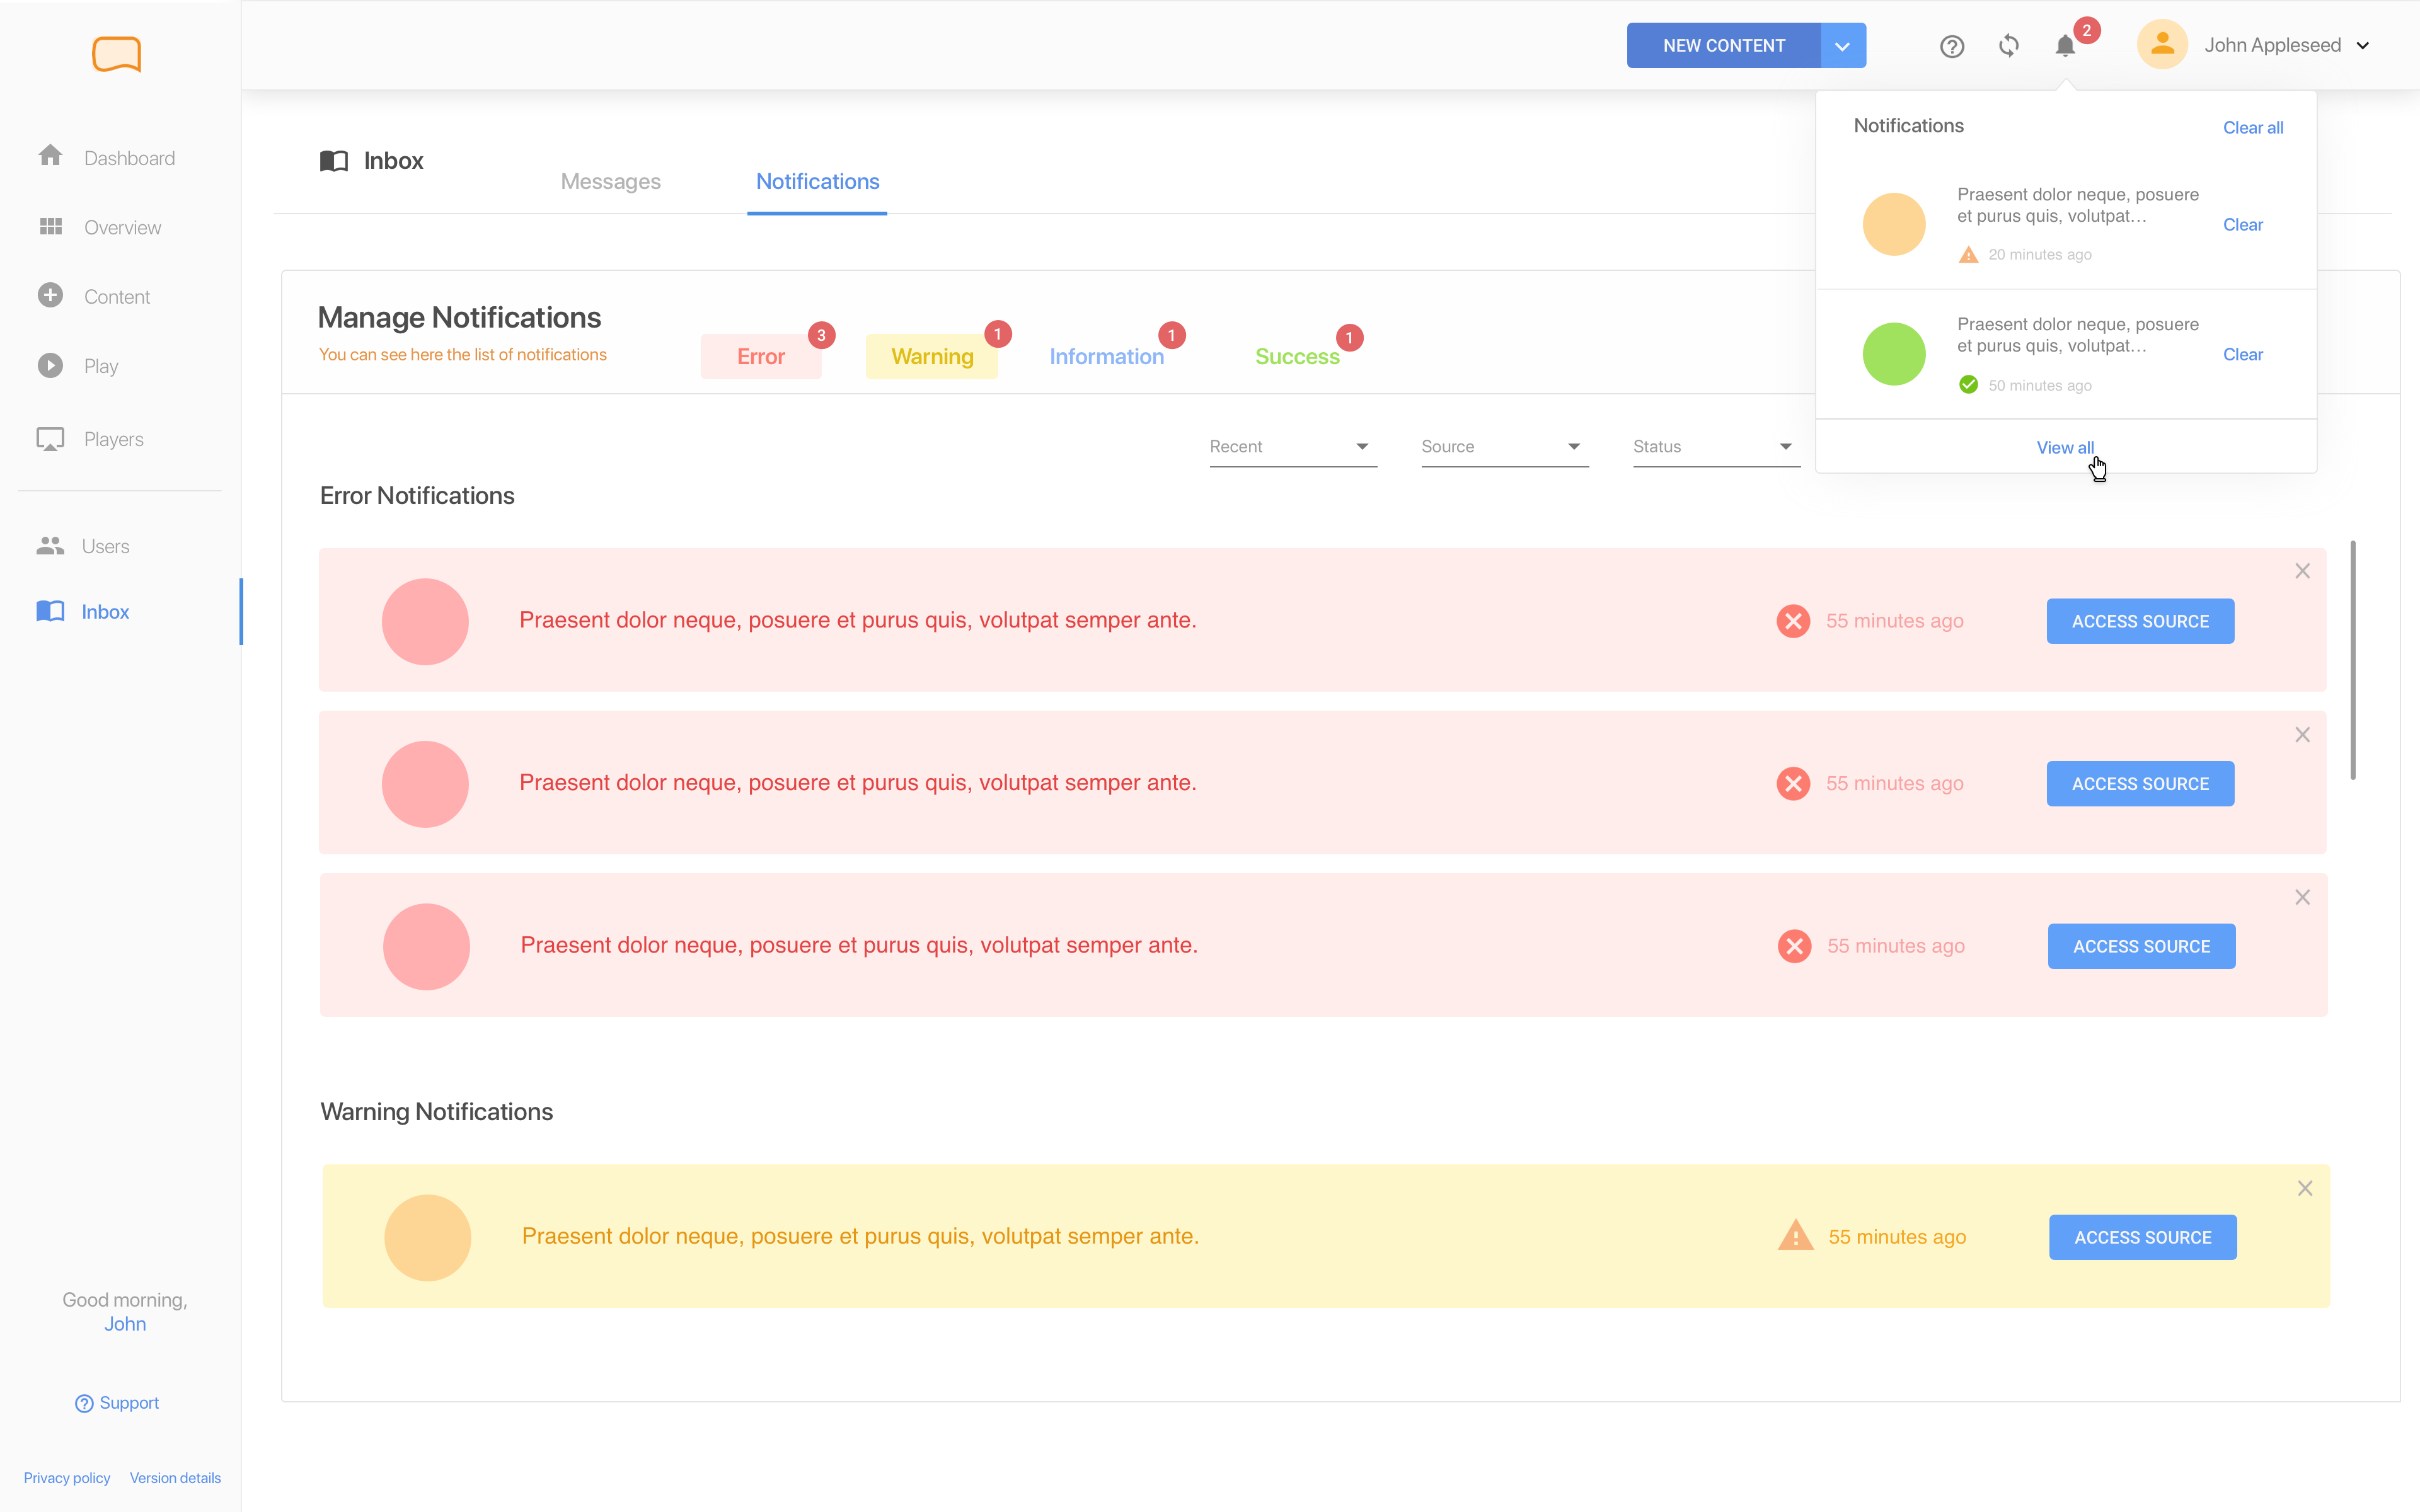 NEW CONTENT
2
John Appleseed
Dashboard
Overview
Content
Play
Players
Users
Inbox
Good morning,
John
Support
Privacy policy
Version details
Inbox
Messages
Notifications
Manage Notifications
You can see here the list of notifications
Error
3
Warning
1
Information
1
Success
1
Recent
Source
Status
Notifications
Clear all
Praesent dolor neque, posuere
et purus quis, volutpat...
Clear
20 minutes ago
Praesent dolor neque, posuere
et purus quis, volutpat...
Clear
50 minutes ago
View all
Error Notifications
Praesent dolor neque, posuere et purus quis, volutpat semper ante.
55 minutes ago
ACCESS SOURCE
Praesent dolor neque, posuere et purus quis, volutpat semper ante.
55 minutes ago
ACCESS SOURCE
Praesent dolor neque, posuere et purus quis, volutpat semper ante.
55 minutes ago
ACCESS SOURCE
Warning Notifications
Praesent dolor neque, posuere et purus quis, volutpat semper ante.
55 minutes ago
ACCESS SOURCE